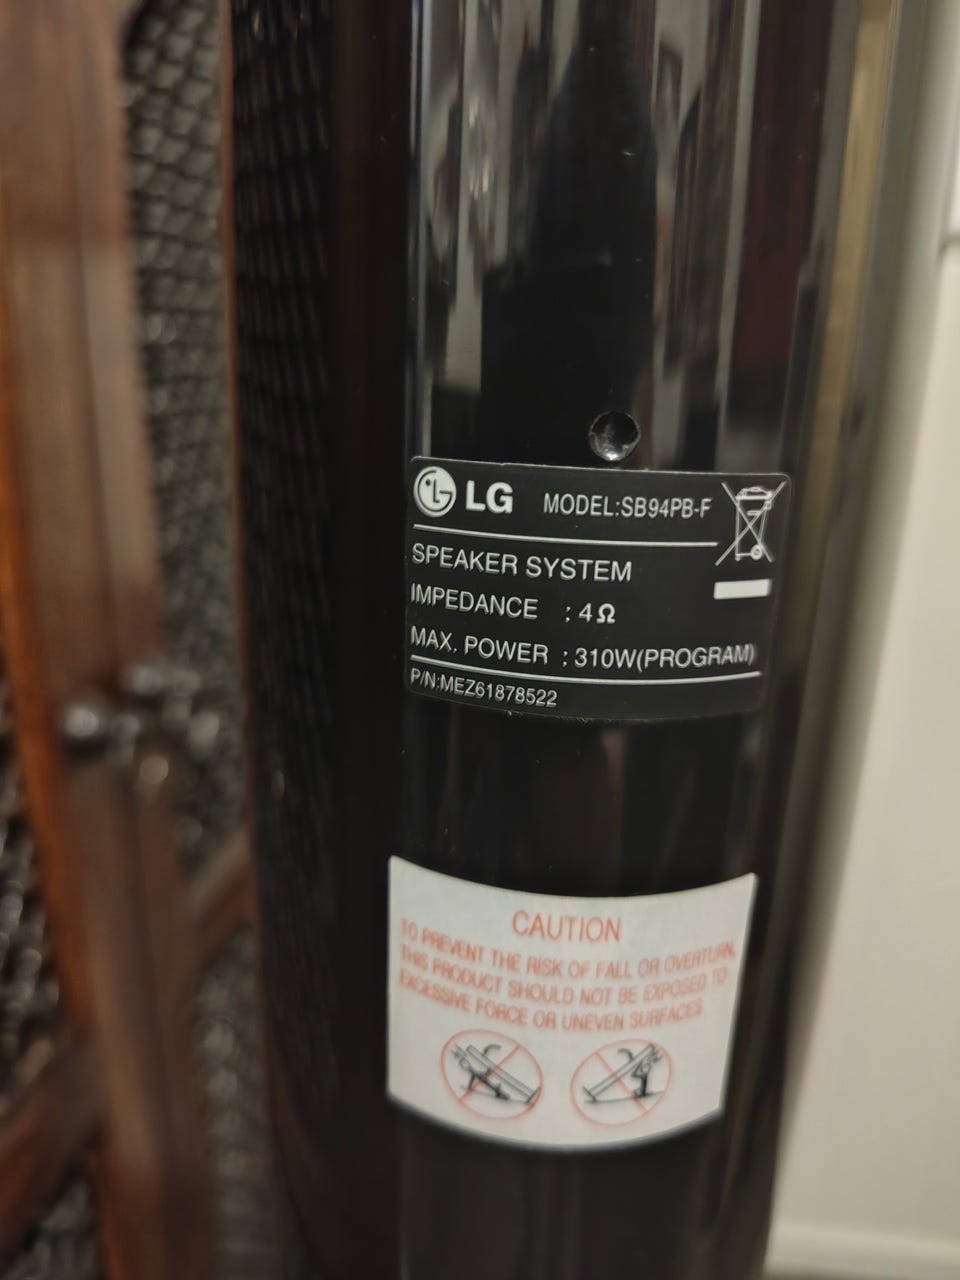 LG MODEL:SB94PB-F
SPEAKER SYSTEM
IMPEDANCE : 4Ω
MAX. POWER : 310W(PROGRAM)
P/N:MEZ61878522
CAUTION
TO PREVENT THE RISK OF FALL OR OVERTURN,
THIS PRODUCT SHOULD NOT BE EXPOSED TO
EXCESSIVE FORCE OR UNEVEN SURFACES